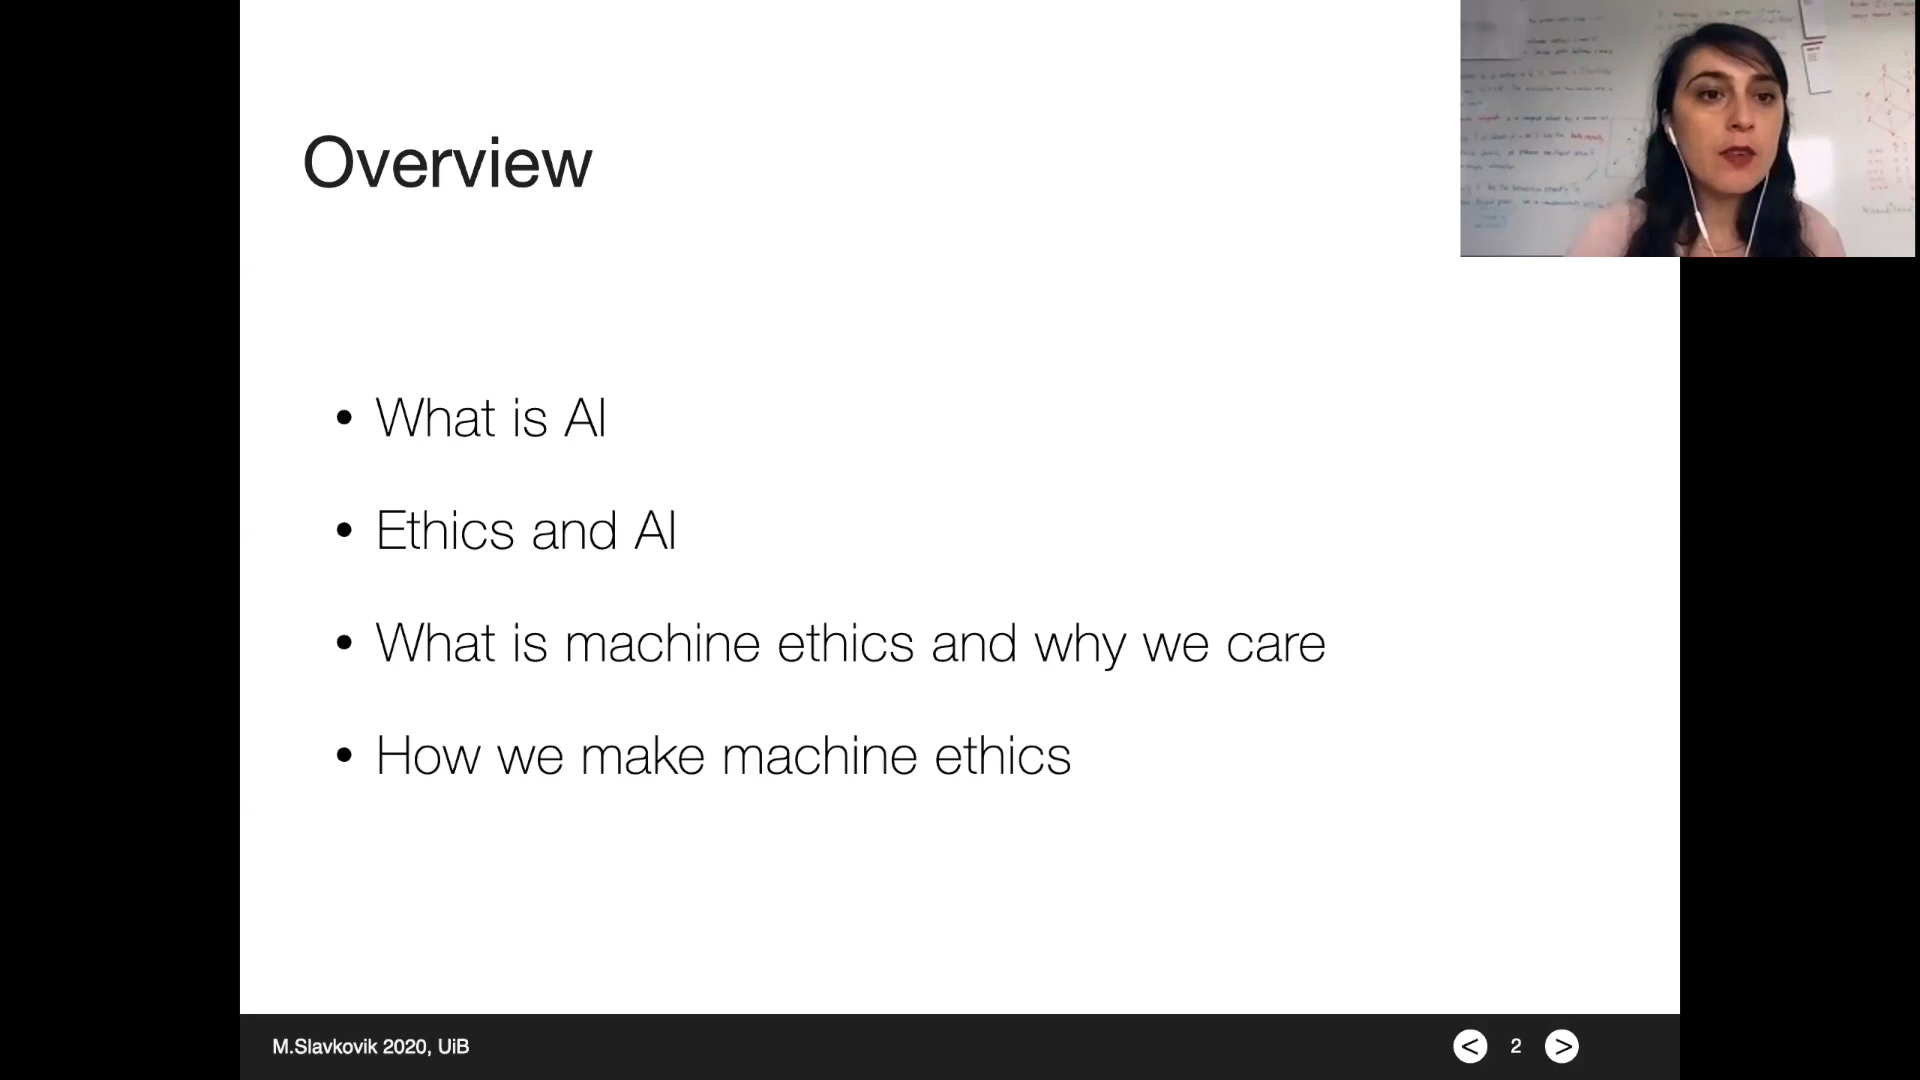 Overview
• What is AI
• Ethics and AI
• What is machine ethics and why we care
• How we make machine ethics
M.Slavkovik 2020, UiB
< 2 >